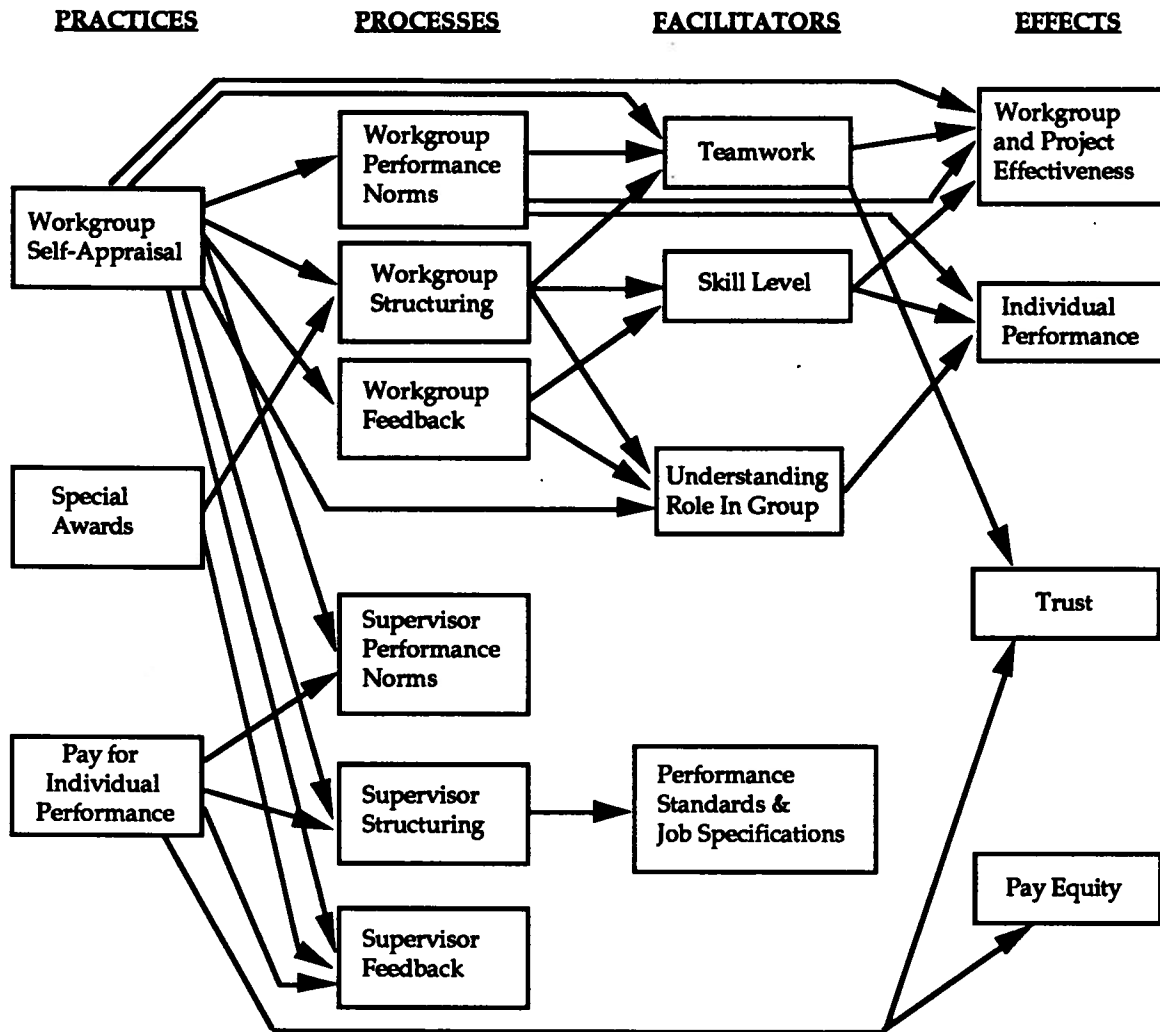 PRACTICES
PROCESSES
FACILITATORS
EFFECTS
Workgroup
Self-Appraisal
Special
Awards
Pay for
Individual
Performance
Workgroup
Performance
Norms
Workgroup
Structuring
Workgroup
Feedback
Supervisor
Performance
Norms
Supervisor
Structuring
Supervisor
Feedback
Teamwork
Skill Level
Understanding
Role In Group
Performance
Standards &
Job Specifications
Workgroup
and Project
Effectiveness
Individual
Performance
Trust
Pay Equity